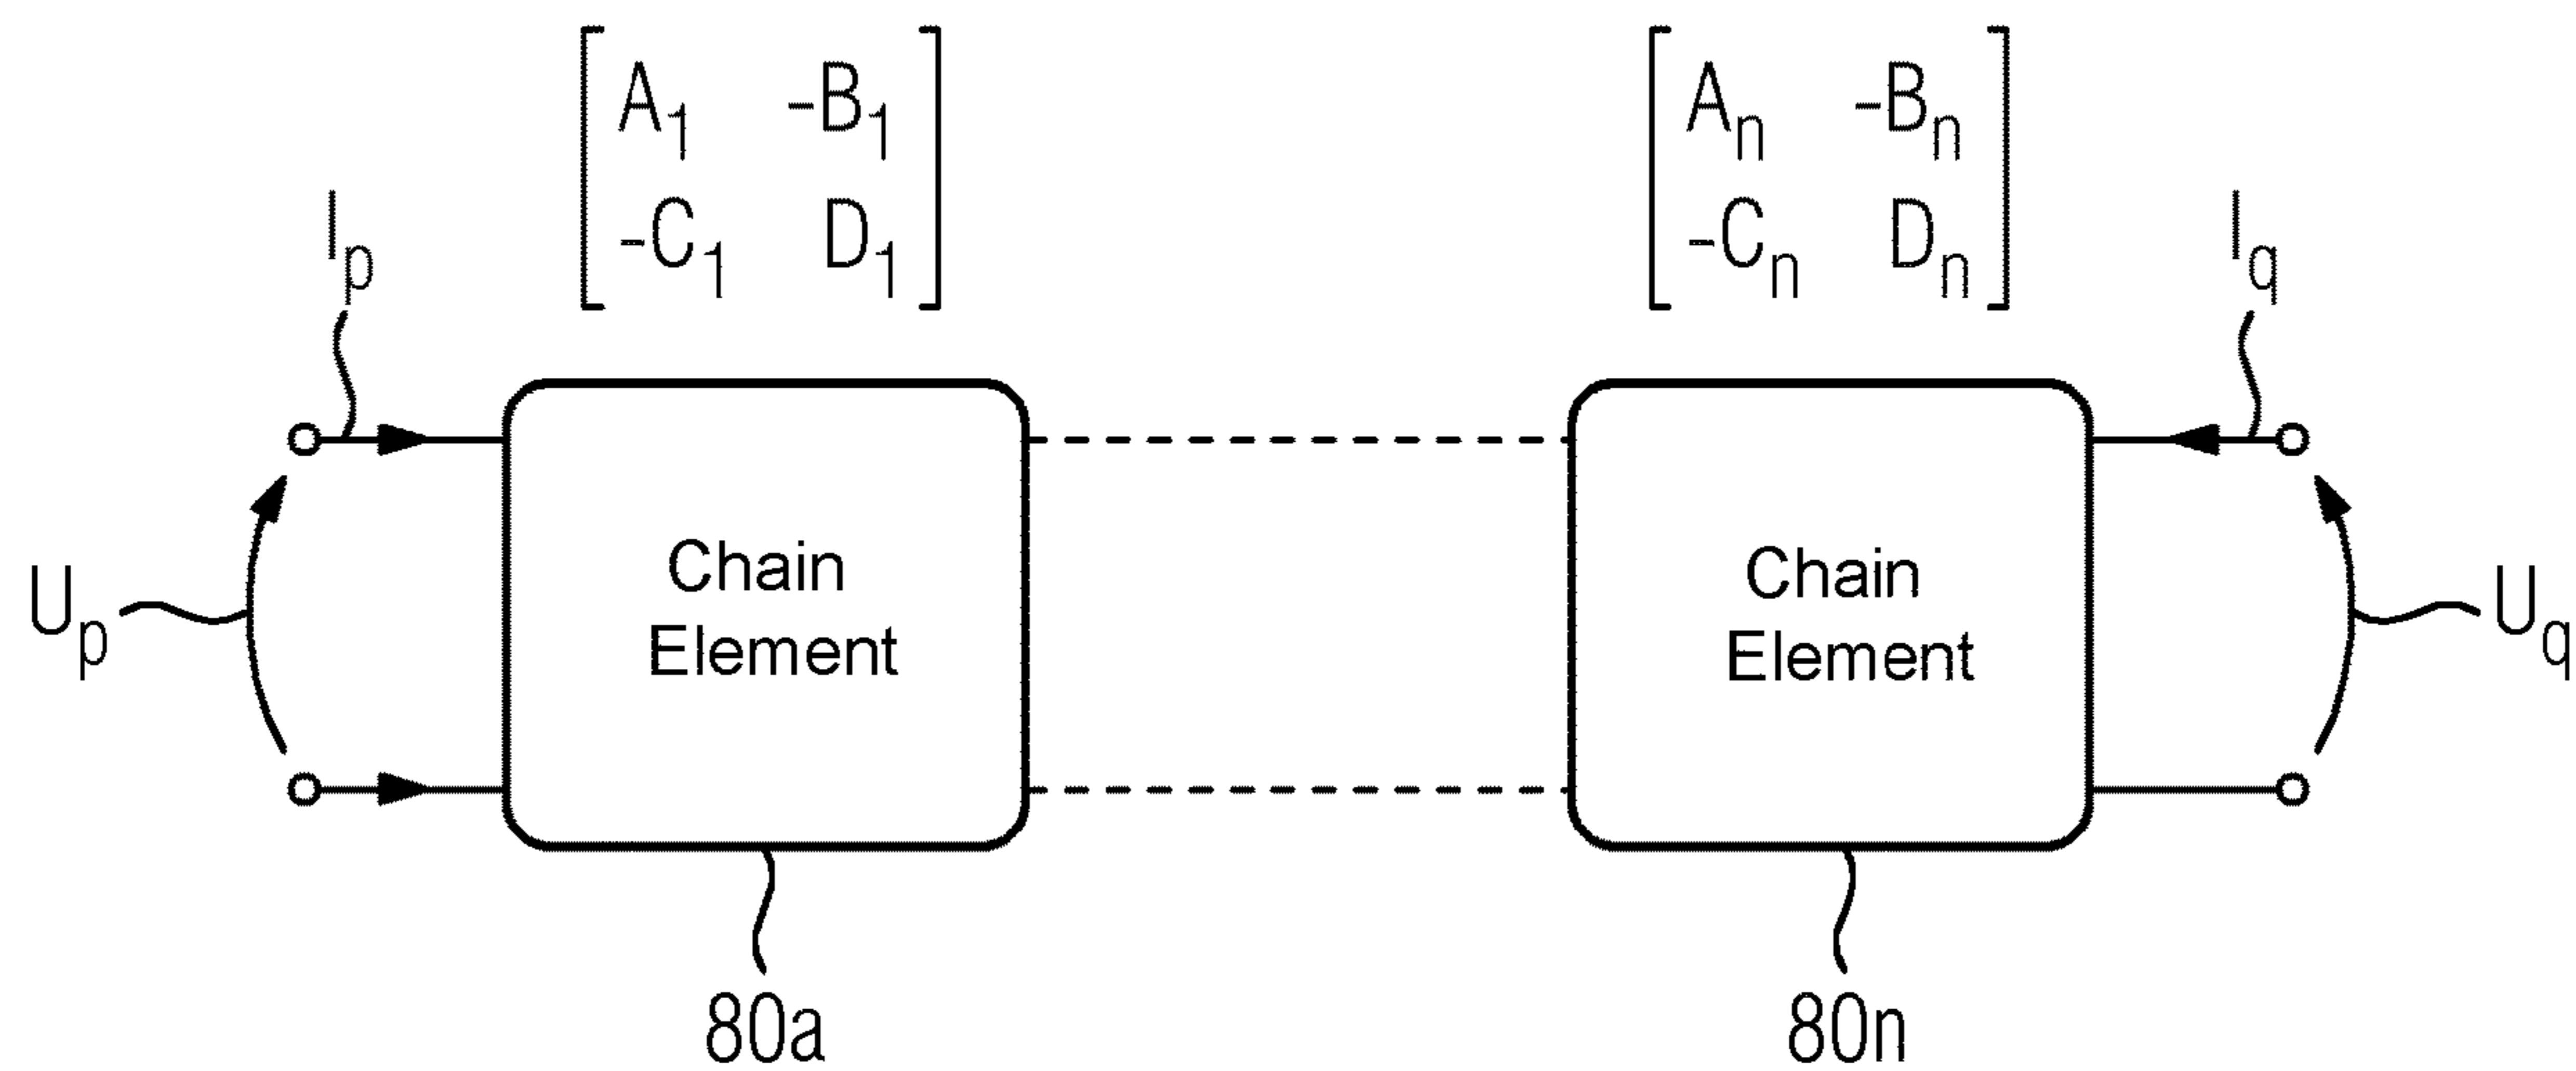 A1 -B1
-C1 D1
An -Bn
-Cn Dn
Ip
Iq
Up
Chain
Element
Chain
Element
Uq
80a
80n